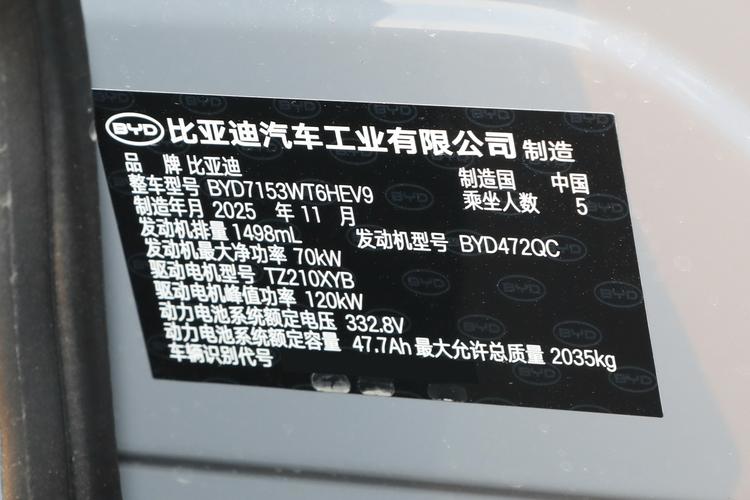 BYD 比亚迪汽车工业有限公司 制造
品 牌 比亚迪 制造国 中国
整车型号 BYD7153WT6HEV9 乘坐人数 5
制造年月 2025 年 11 月
发动机排量 1498mL 发动机型号 BYD472QC
发动机最大净功率 70kW
驱动电机型号 TZ210XYB
驱动电机峰值功率 120kW
动力电池系统额定电压 332.8V
动力电池系统额定容量 47.7Ah 最大允许总质量 2035kg
车辆识别代号